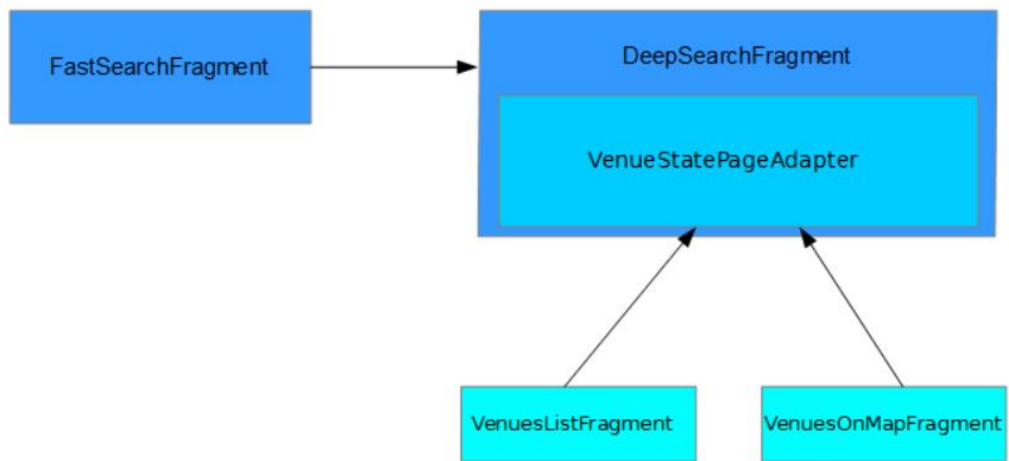 FastSearchFragment
DeepSearchFragment
VenueStatePageAdapter
VenuesListFragment
VenuesOnMapFragment